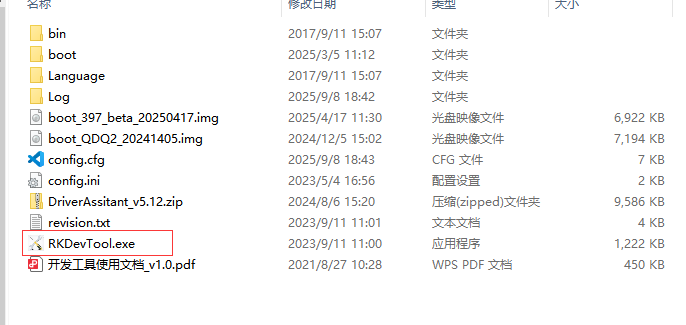 名称 修改日期 类型 大小
bin 2017/9/11 15:07 文件夹
boot 2025/3/5 11:12 文件夹
Language 2017/9/11 15:07 文件夹
Log 2025/9/8 18:42 文件夹
boot_397_beta_20250417.img 2025/4/17 11:30 光盘映像文件 6,922 KB
boot_QDQ2_20241405.img 2024/12/5 15:02 光盘映像文件 7,194 KB
config.cfg 2025/9/8 18:43 CFG 文件 7 KB
config.ini 2023/5/4 16:56 配置设置 2 KB
DriverAssitant_v5.12.zip 2024/8/6 15:20 压缩(zipped)文件夹 9,586 KB
revision.txt 2023/9/11 11:01 文本文档 4 KB
RKDevTool.exe 2023/9/11 11:00 应用程序 1,222 KB
开发工具使用文档_v1.0.pdf 2021/8/27 10:28 WPS PDF 文档 450 KB